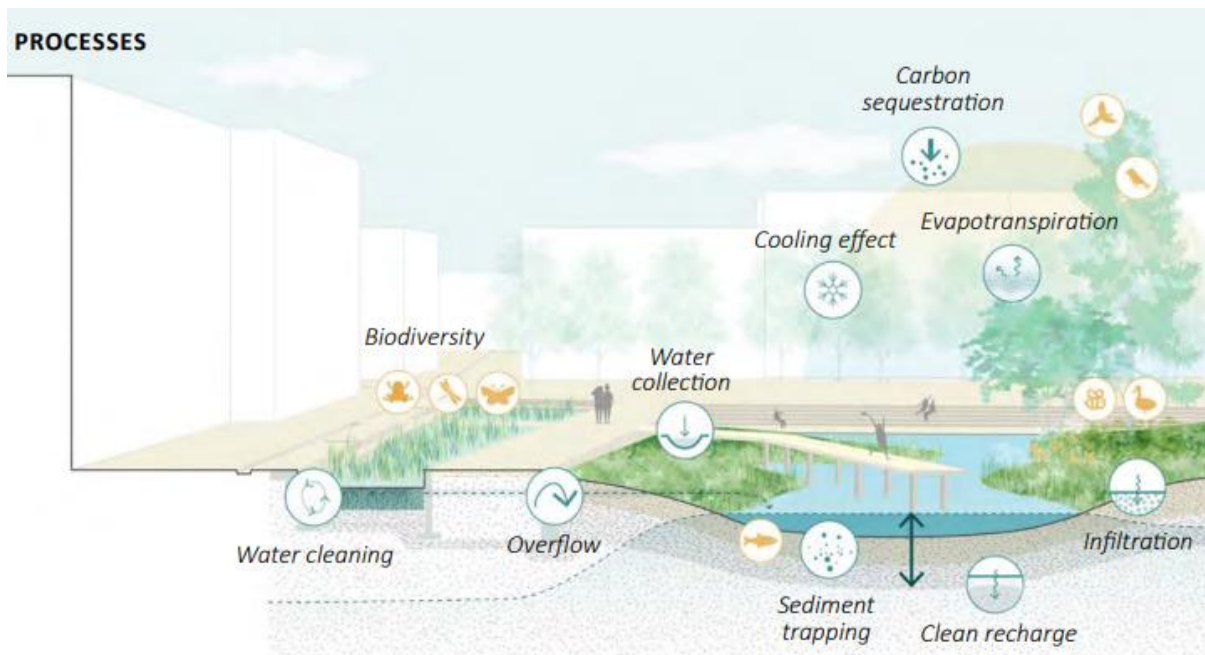 PROCESSES
Carbon
sequestration
Evapotranspiration
Cooling effect
Biodiversity
Water
collection
Water cleaning
Overflow
Infiltration
Sediment
trapping
Clean recharge